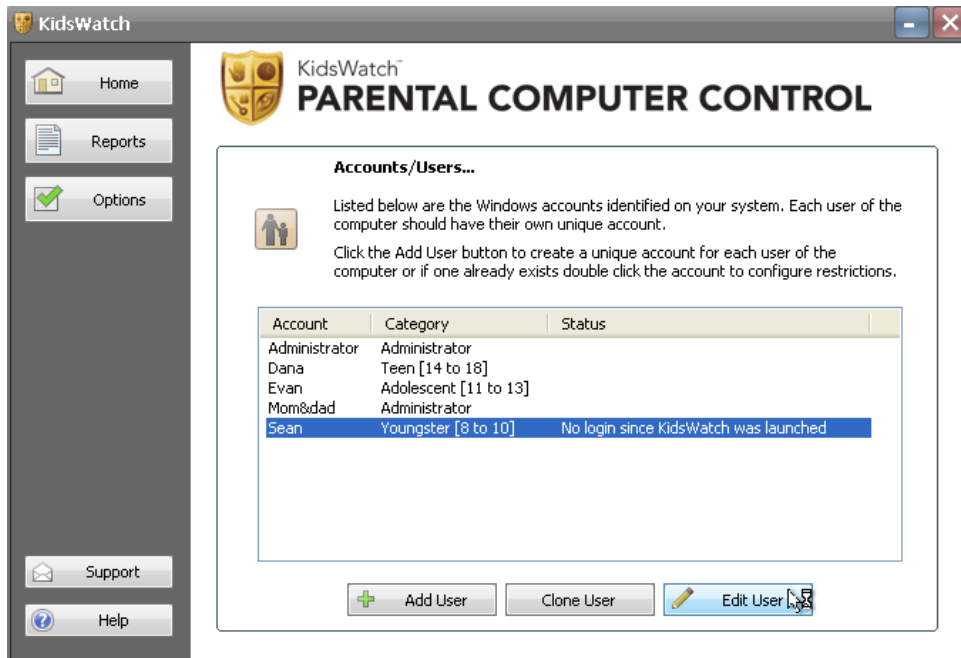 KidsWatch
Home
Reports
Options
Support
Help
KidsWatch™
PARENTAL COMPUTER CONTROL
Accounts/Users...
Listed below are the Windows accounts identified on your system. Each user of the
computer should have their own unique account.
Click the Add User button to create a unique account for each user of the
computer or if one already exists double click the account to configure restrictions.
Account Category Status
Administrator Administrator
Dana Teen [14 to 18]
Evan Adolescent [11 to 13]
Mom&dad Administrator
Sean Youngster [8 to 10] No login since KidsWatch was launched
Add User Clone User Edit User